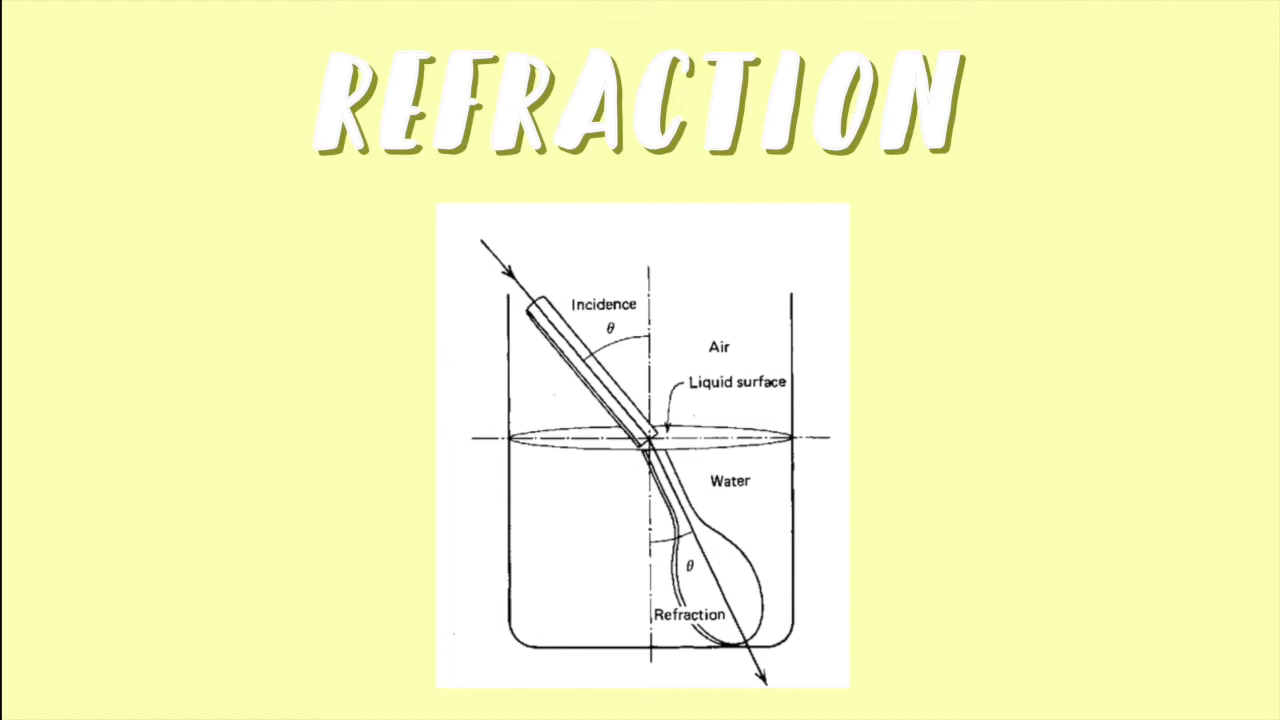 REFRACTION
Incidence
θ
Air
Liquid surface
Water
θ
Refraction